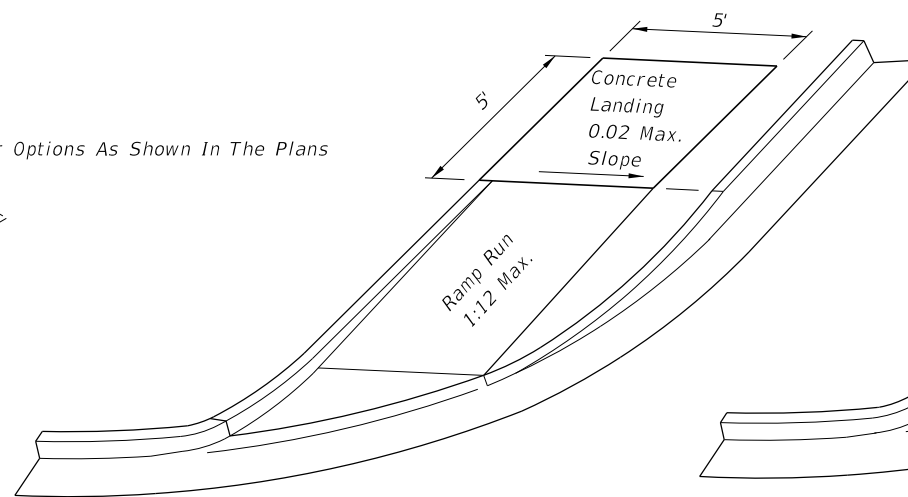 5'
5'
Concrete
Landing
0.02 Max.
Slope
Options As Shown In The Plans
Ramp Run
1:12 Max.